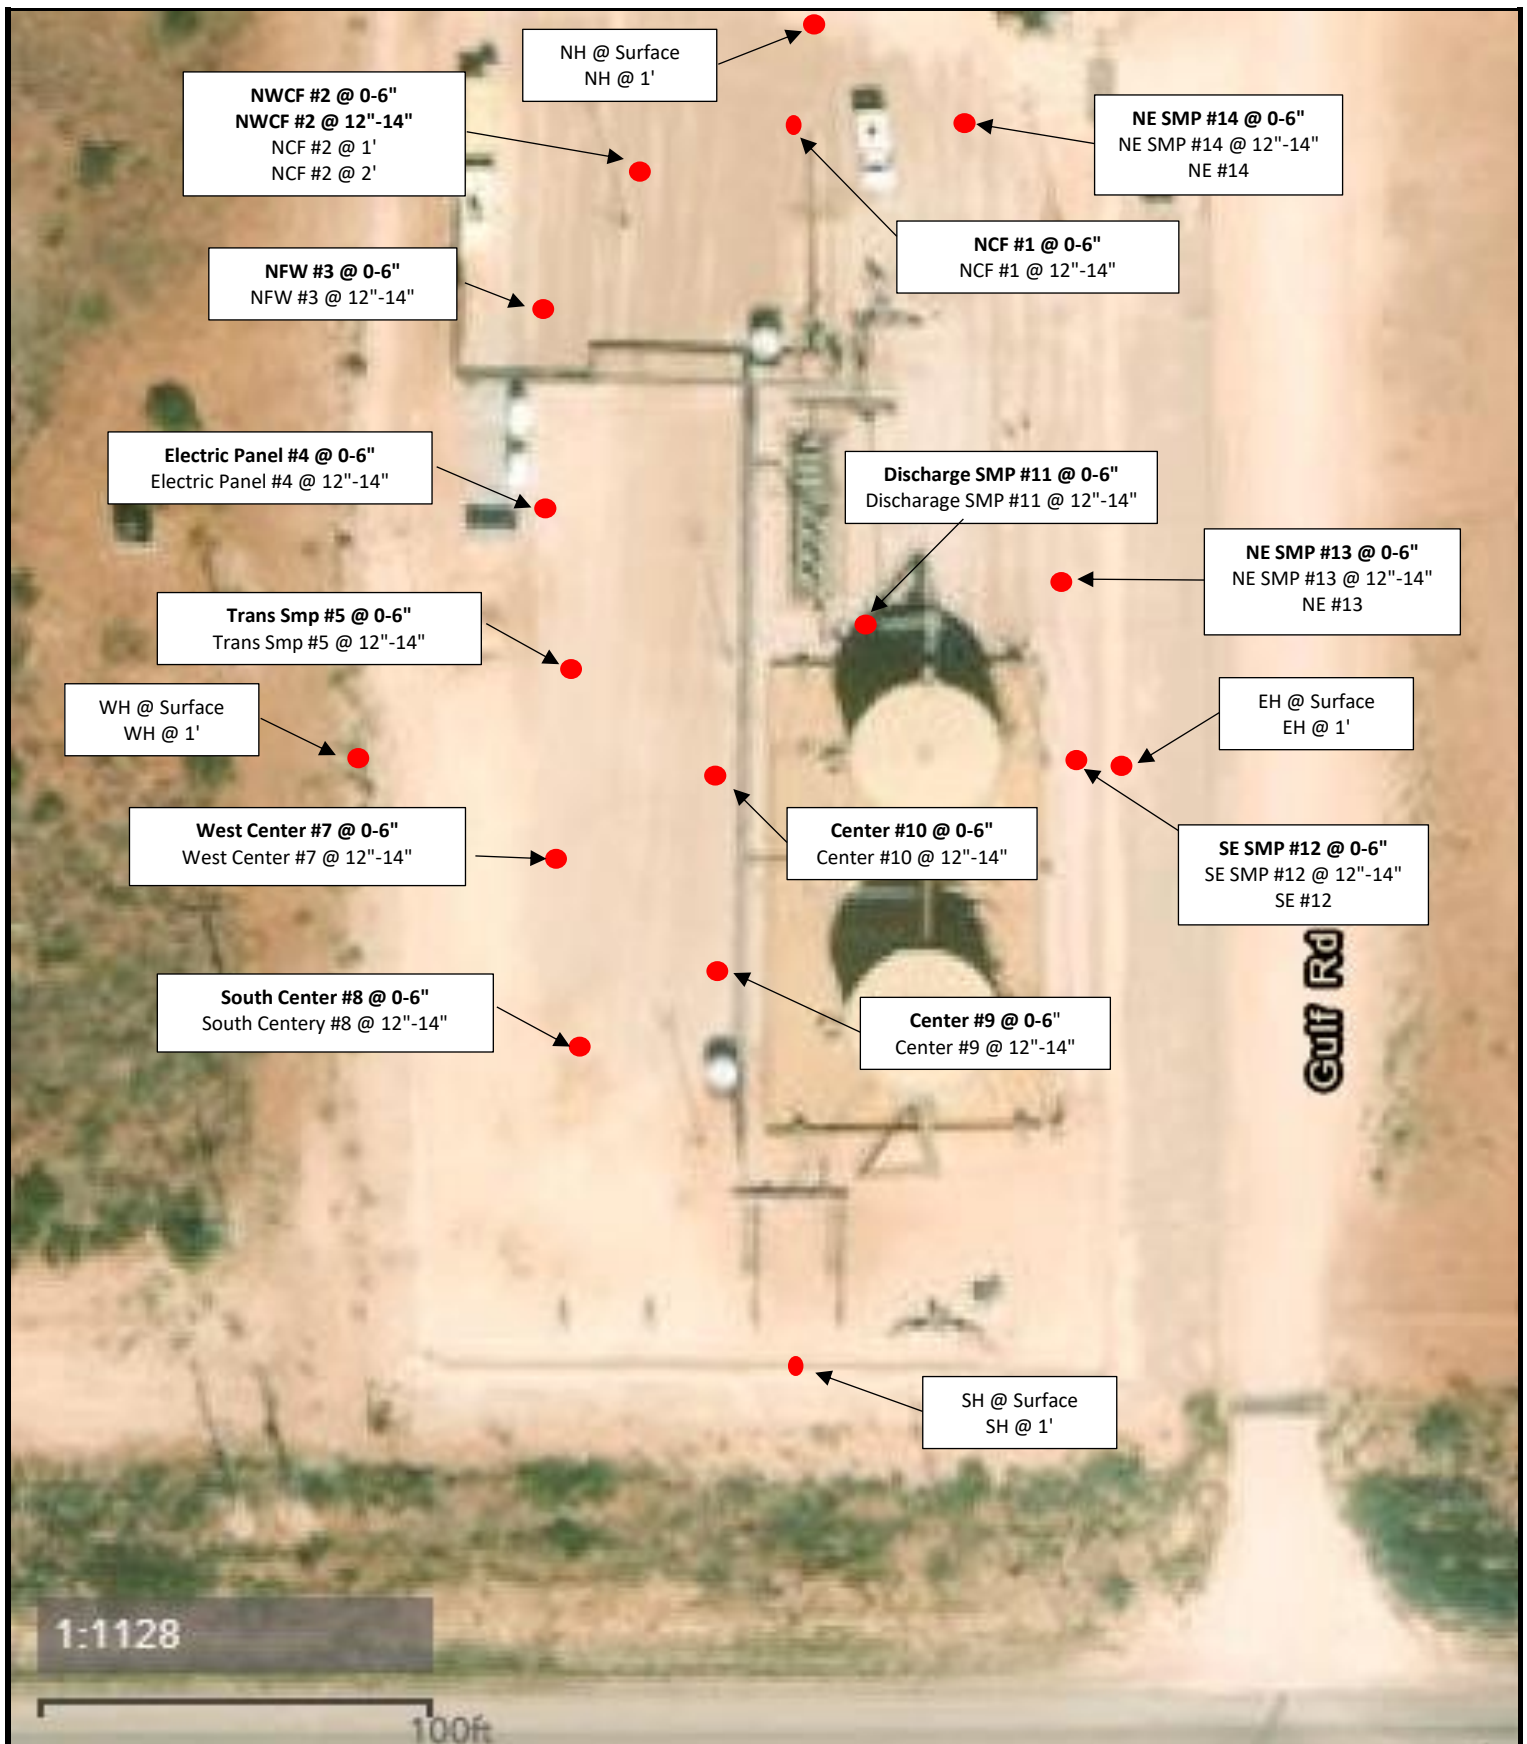 NH @ Surface
NH @ 1'
NWCF #2 @ 0-6"
NWCF #2 @ 12"-14"
NCF #2 @ 1'
NCF #2 @ 2'
NE SMP #14 @ 0-6"
NE SMP #14 @ 12"-14"
NE #14
NCF #1 @ 0-6"
NCF #1 @ 12"-14"
NFW #3 @ 0-6"
NFW #3 @ 12"-14"
Electric Panel #4 @ 0-6"
Electric Panel #4 @ 12"-14"
Discharge SMP #11 @ 0-6"
Discharage SMP #11 @ 12"-14"
NE SMP #13 @ 0-6"
NE SMP #13 @ 12"-14"
NE #13
Trans Smp #5 @ 0-6"
Trans Smp #5 @ 12"-14"
WH @ Surface
WH @ 1'
EH @ Surface
EH @ 1'
West Center #7 @ 0-6"
West Center #7 @ 12"-14"
Center #10 @ 0-6"
Center #10 @ 12"-14"
SE SMP #12 @ 0-6"
SE SMP #12 @ 12"-14"
SE #12
South Center #8 @ 0-6"
South Centery #8 @ 12"-14"
Center #9 @ 0-6"
Center #9 @ 12"-14"
Gulf Rd
SH @ Surface
SH @ 1'
1:1128
100ft